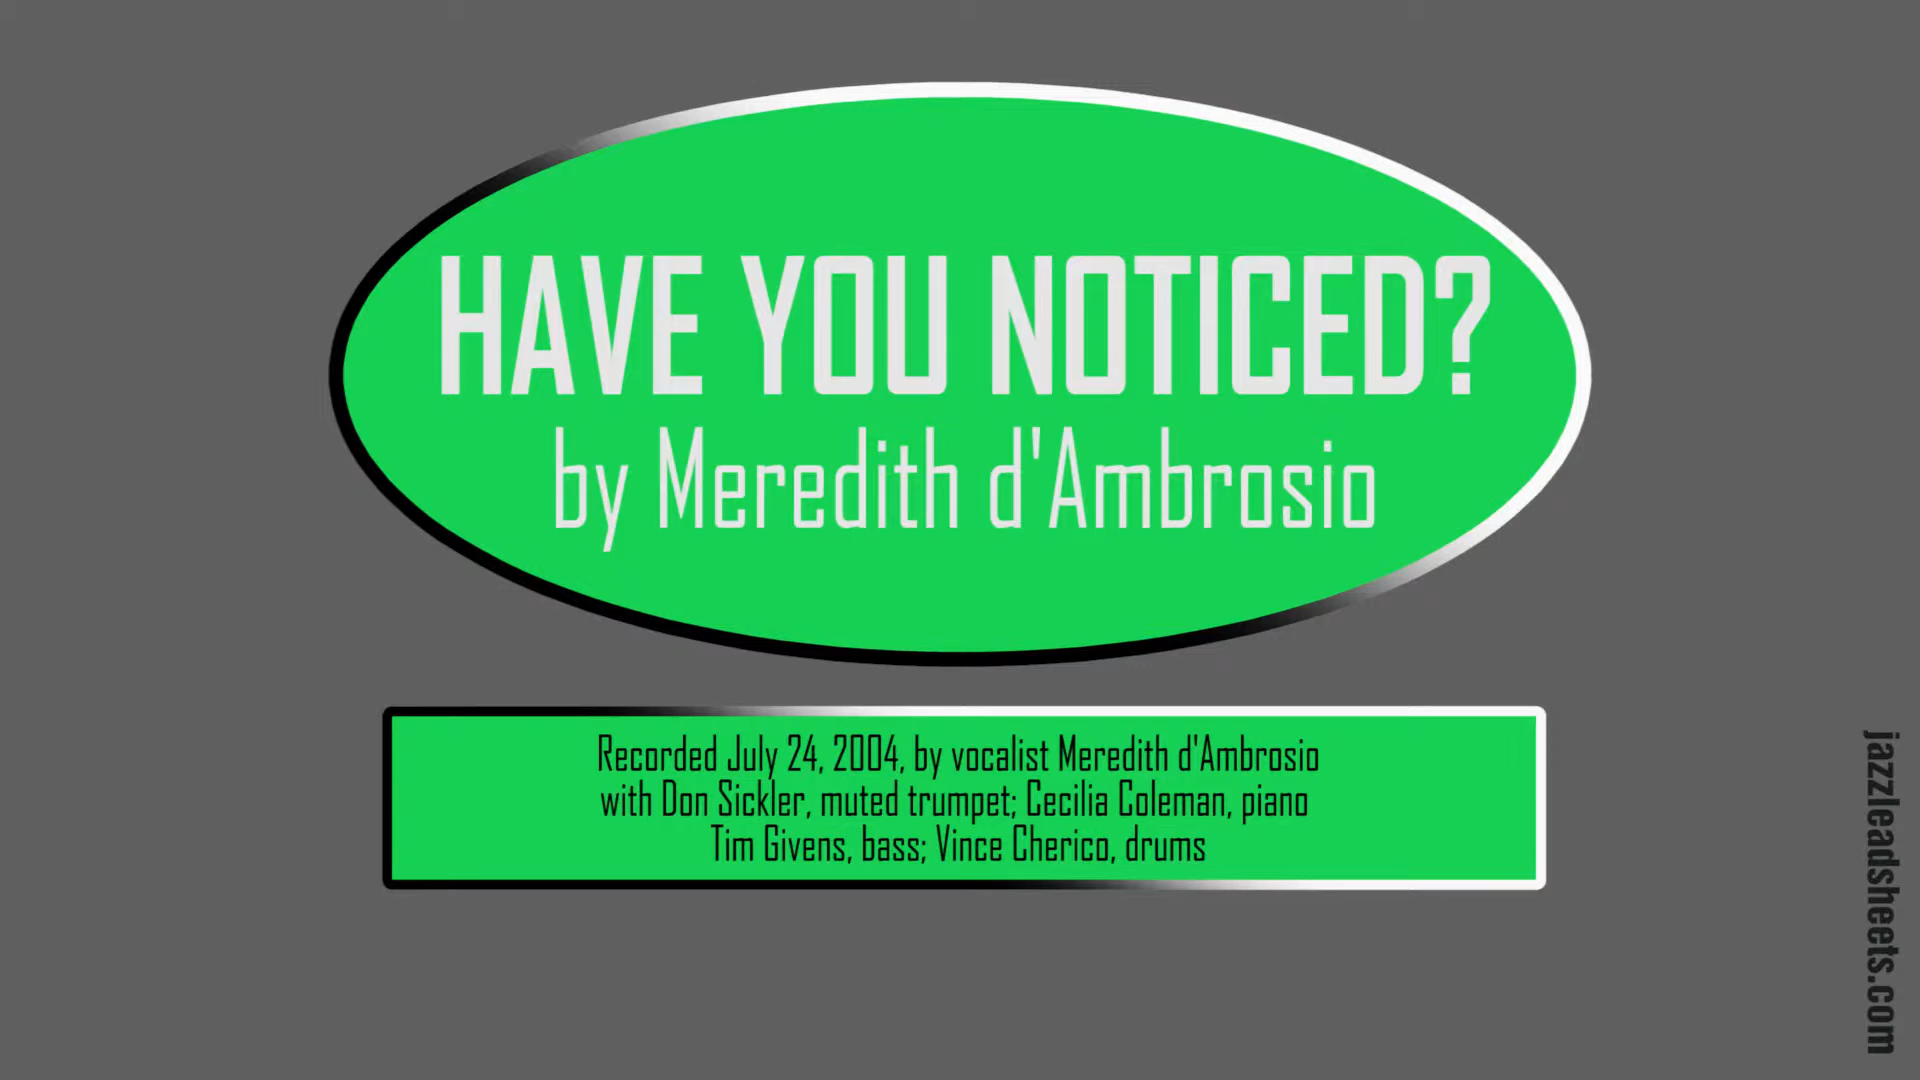 HAVE YOU NOTICED?
by Meredith d'Ambrosio
Recorded July 24, 2004, by vocalist Meredith d'Ambrosio
with Don Sickler, muted trumpet; Cecilia Coleman, piano
Tim Givens, bass; Vince Cherico, drums
jazzleadsheets.com